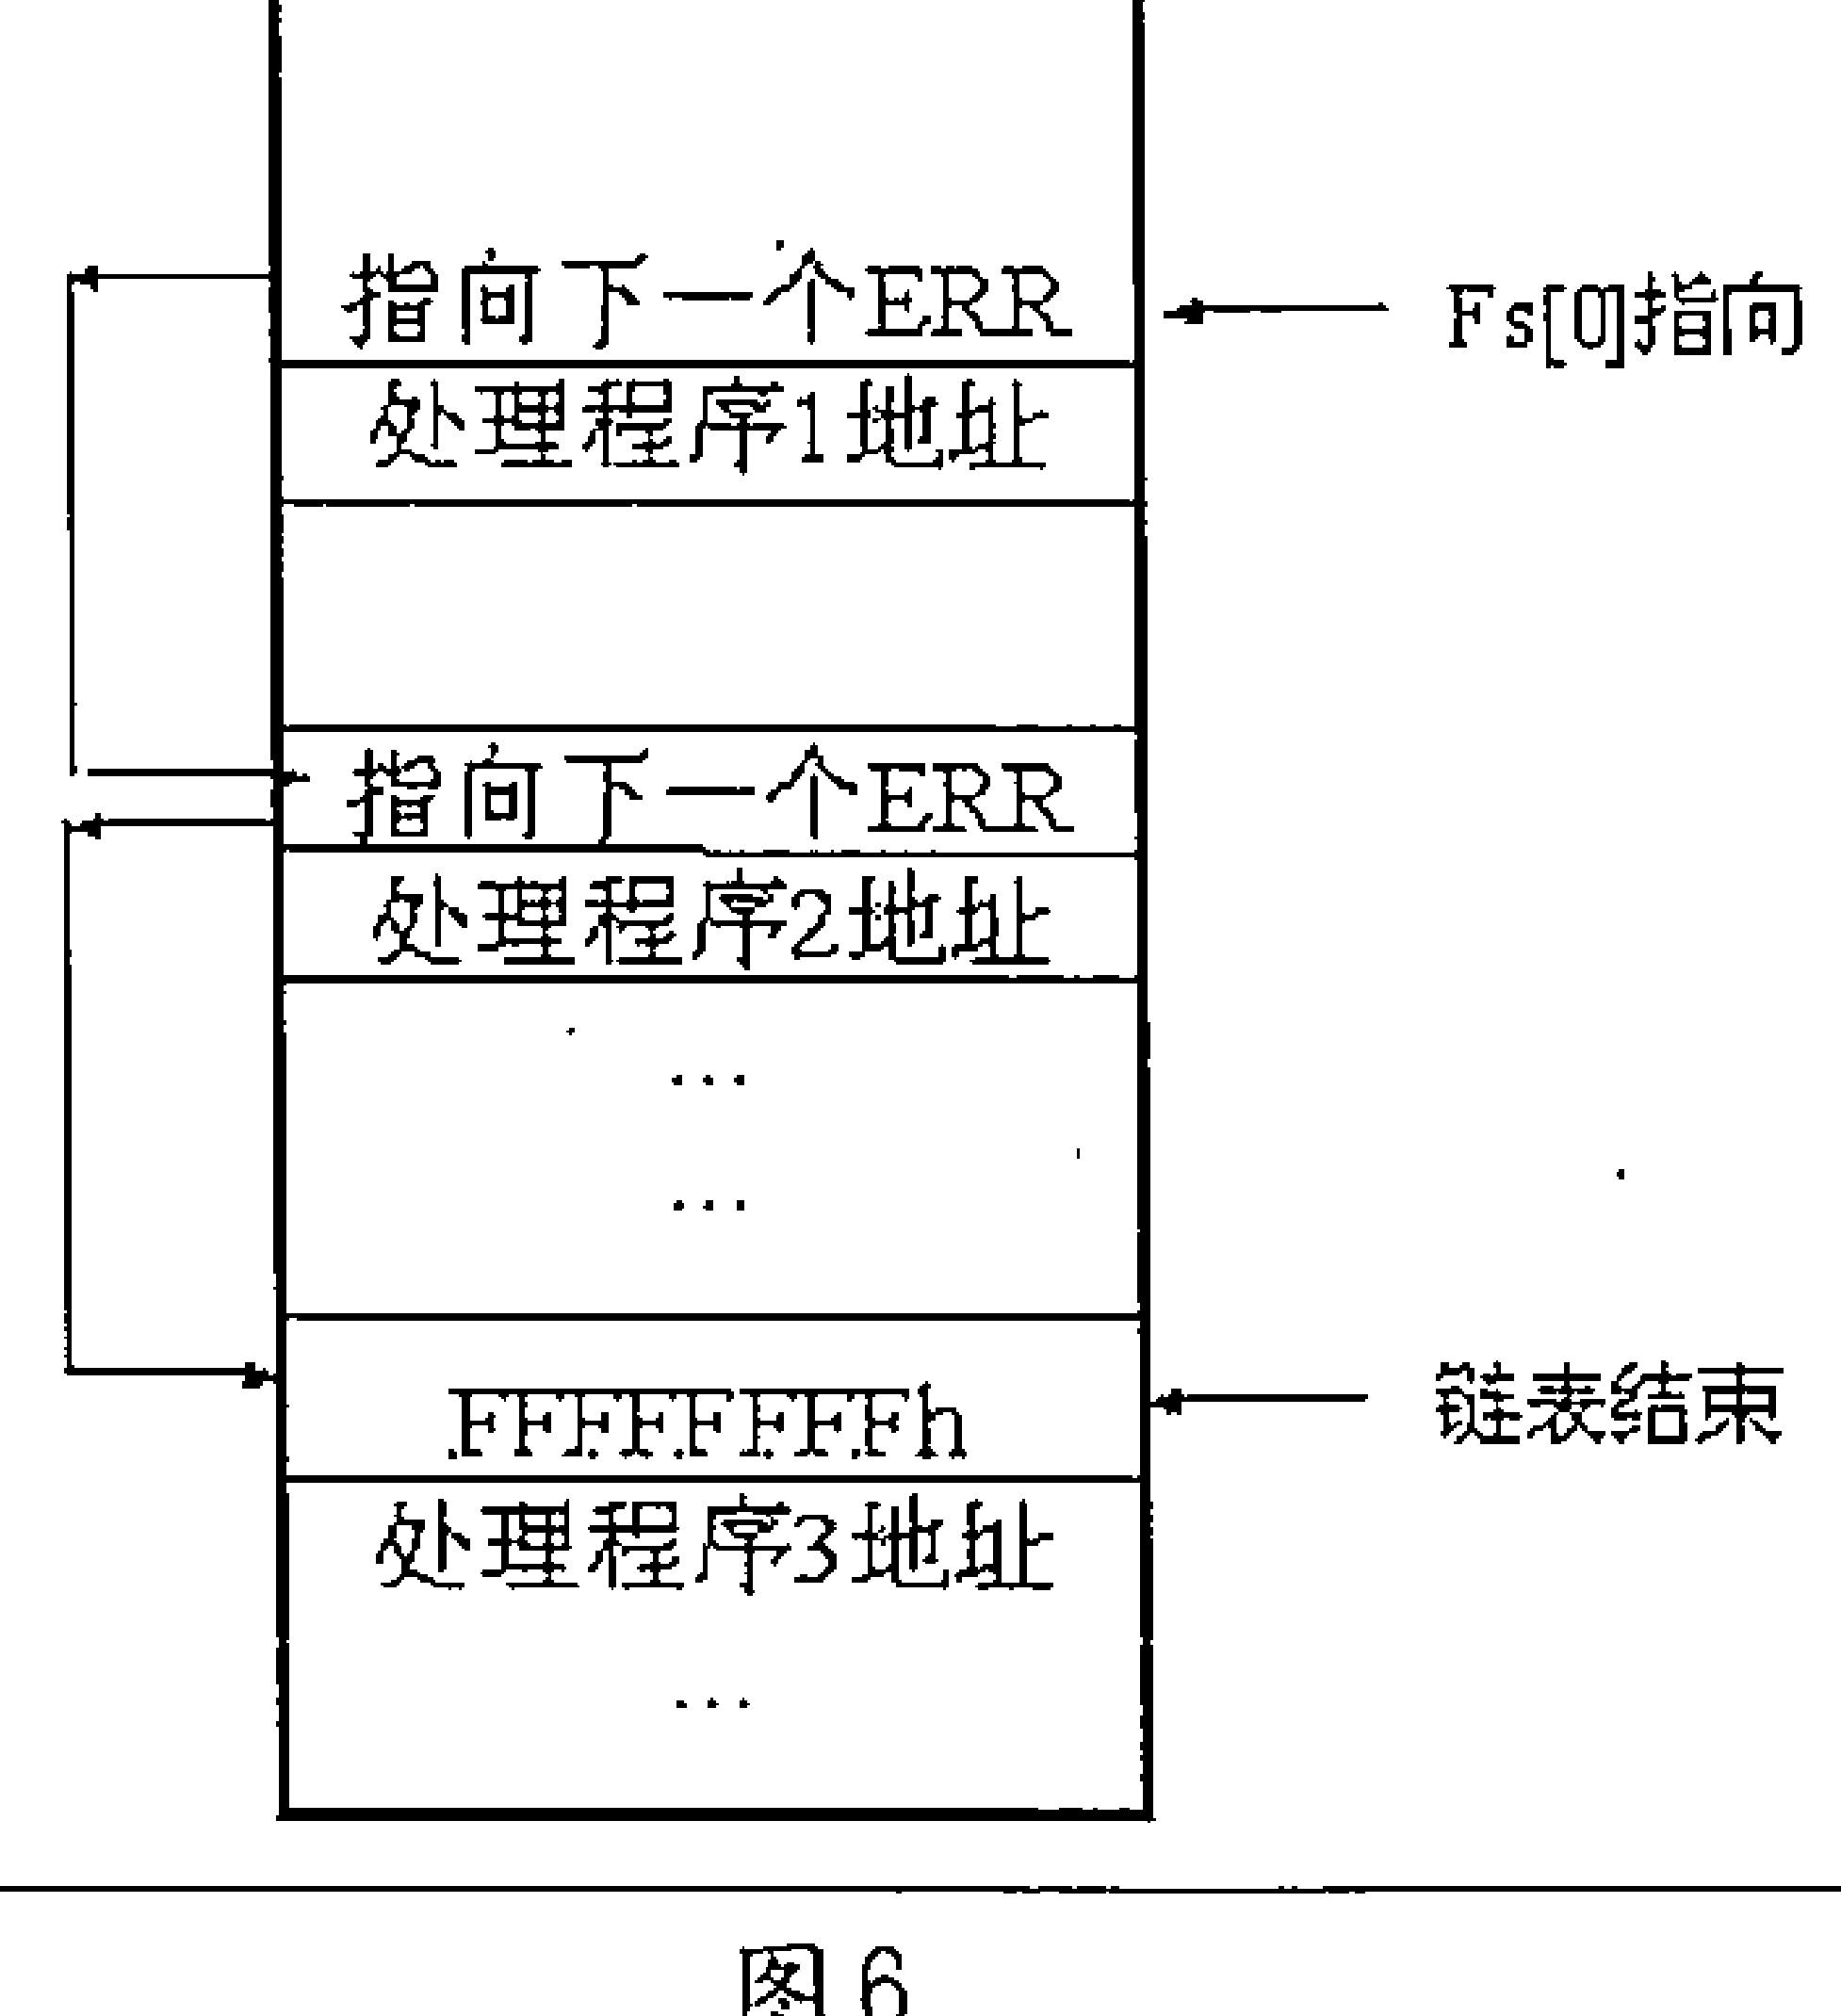 指向下一个ERR
Fs[0]指向
处理程序1地址
指向下一个ERR
处理程序2地址
...
...
FFFFFFFFh
链表结束
处理程序3地址
...
图6